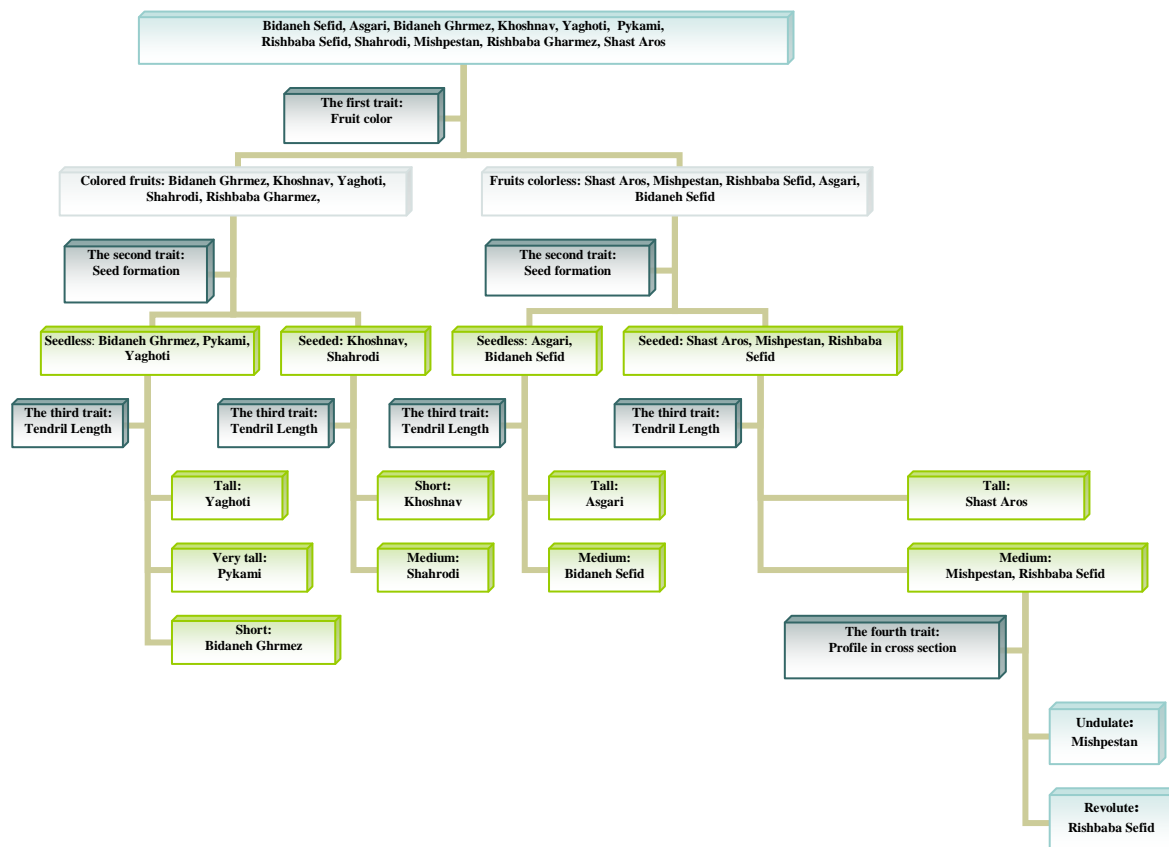 Bidaneh Sefid, Asgari, Bidaneh Ghrmez, Khoshnav, Yaghoti, Pykami,
Rishbaba Sefid, Shahrodi, Mishpestan, Rishbaba Gharmez, Shast Aros
The first trait:
Fruit color
Colored fruits: Bidaneh Ghrmez, Khoshnav, Yaghoti,
Shahrodi, Rishbaba Gharmez,
Fruits colorless: Shast Aros, Mishpestan, Rishbaba Sefid, Asgari,
Bidaneh Sefid
The second trait:
Seed formation
The second trait:
Seed formation
Seedless: Bidaneh Ghrmez, Pykami,
Yaghoti
Seeded: Khoshnav,
Shahrodi
Seedless: Asgari,
Bidaneh Sefid
Seeded: Shast Aros, Mishpestan, Rishbaba
Sefid
The third trait:
Tendril Length
The third trait:
Tendril Length
The third trait:
Tendril Length
The third trait:
Tendril Length
Tall:
Yaghoti
Short:
Khoshnav
Tall:
Asgari
Tall:
Shast Aros
Very tall:
Pykami
Medium:
Shahrodi
Medium:
Bidaneh Sefid
Medium:
Mishpestan, Rishbaba Sefid
Short:
Bidaneh Ghrmez
The fourth trait:
Profile in cross section
Undulate:
Mishpestan
Revolute:
Rishbaba Sefid